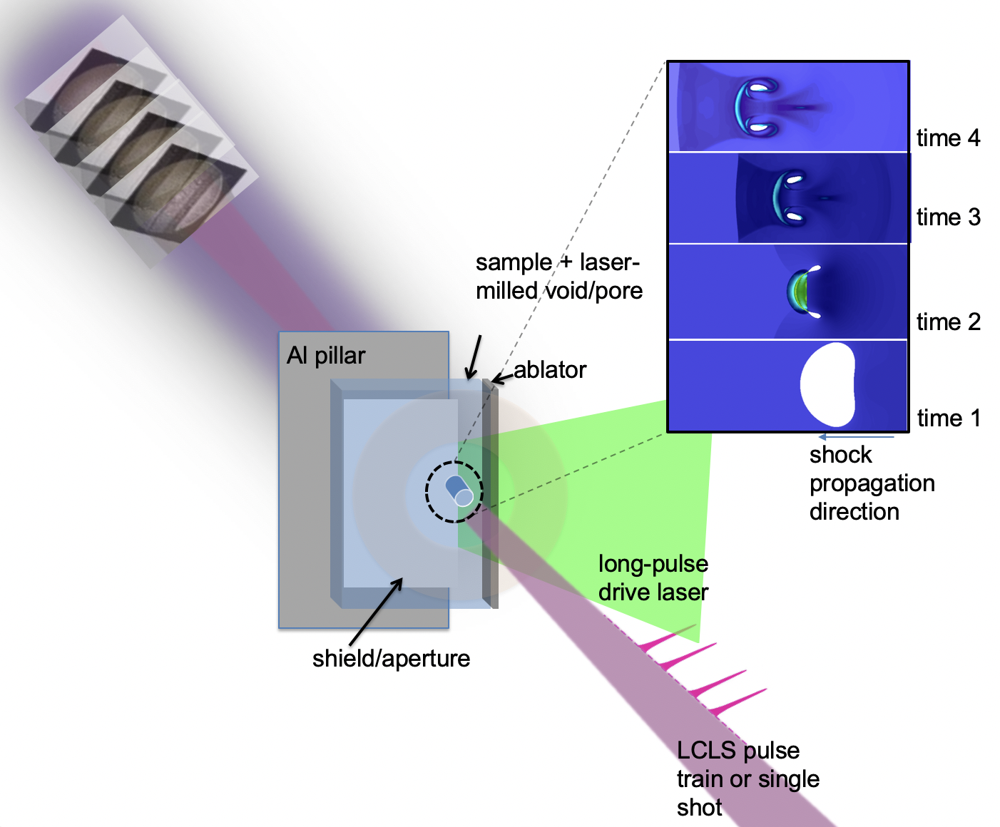 time 4
time 3
sample + laser-
milled void/pore
time 2
Al pillar
ablator
time 1
shock
propagation
direction
long-pulse
drive laser
shield/aperture
LCLS pulse
train or single
shot